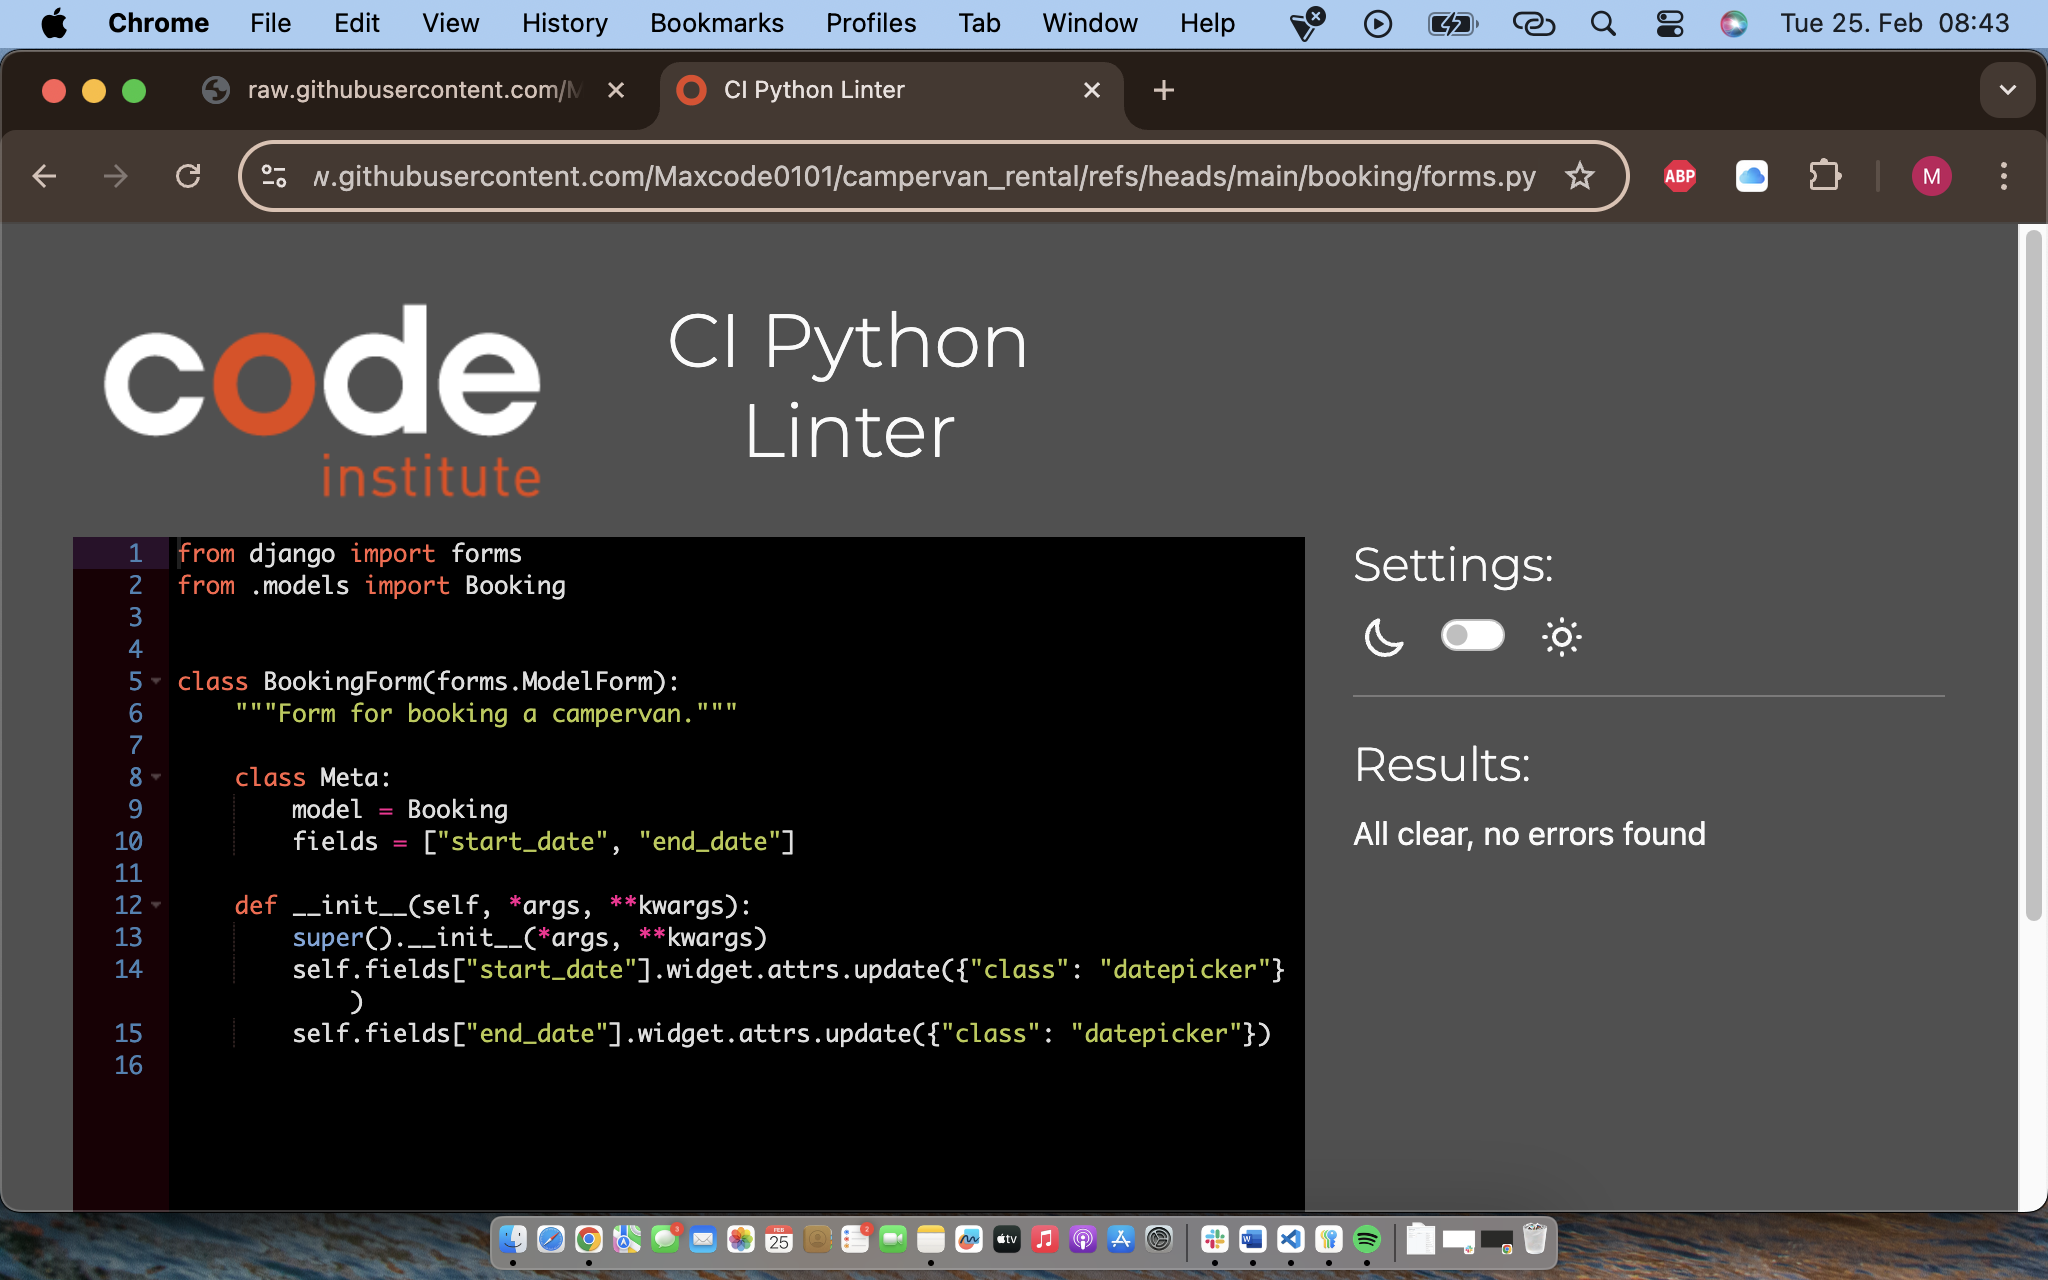 Chrome File Edit View History Bookmarks Profiles Tab Window Help Tue 25. Feb 08:43
raw.githubusercontent.com/M CI Python Linter
w.githubusercontent.com/Maxcode0101/campervan_rental/refs/heads/main/booking/forms.py ABP M
code
institute
CI Python
Linter
1 from django import forms
2 from .models import Booking
3
4
5 class BookingForm(forms.ModelForm):
6 """Form for booking a campervan."""
7
8 class Meta:
9 model = Booking
10 fields = ["start_date", "end_date"]
11
12 def __init__(self, *args, **kwargs):
13 super().__init__(*args, **kwargs)
14 self.fields["start_date"].widget.attrs.update({"class": "datepicker"}
)
15 self.fields["end_date"].widget.attrs.update({"class": "datepicker"})
16
Settings:
Results:
All clear, no errors found
3 FEB 25 2 tv W